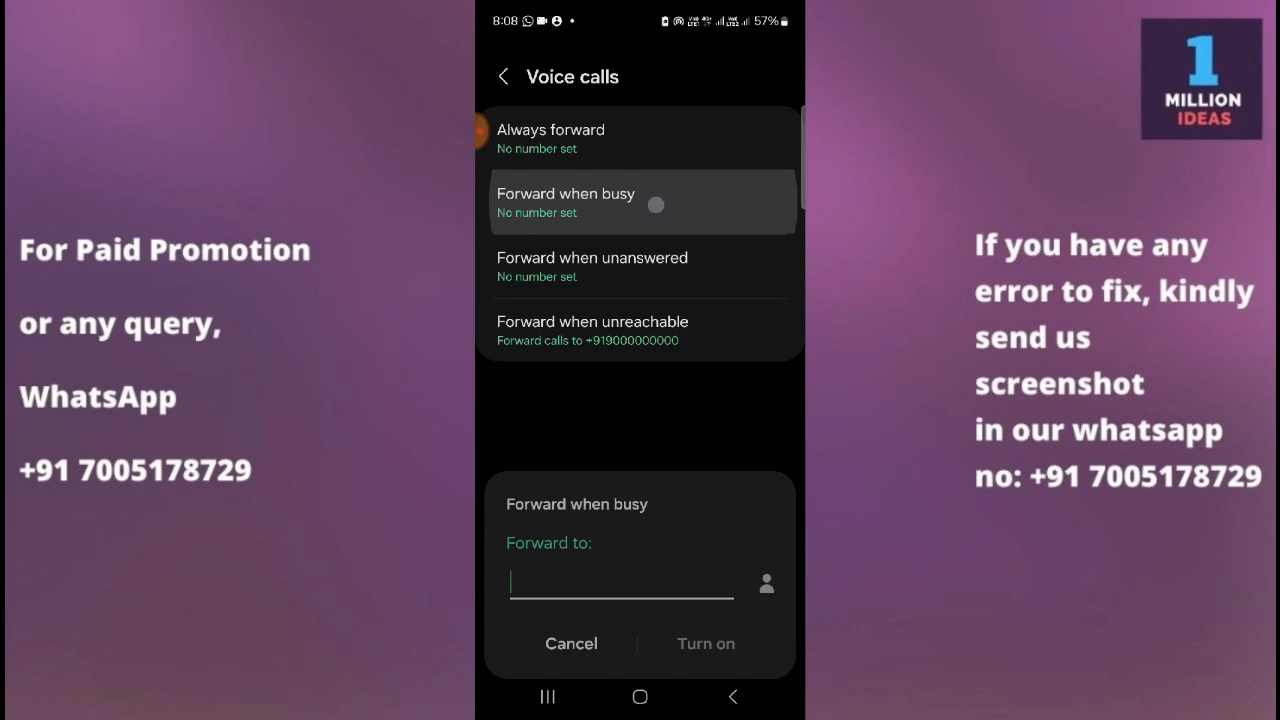 For Paid Promotion
or any query,
WhatsApp
+91 7005178729
8:08
57%
Voice calls
Always forward
No number set
Forward when busy
No number set
Forward when unanswered
No number set
Forward when unreachable
Forward calls to +919000000000
Forward when busy
Forward to:
Cancel
Turn on
1
MILLION
IDEAS
If you have any
error to fix, kindly
send us
screenshot
in our whatsapp
no: +91 7005178729